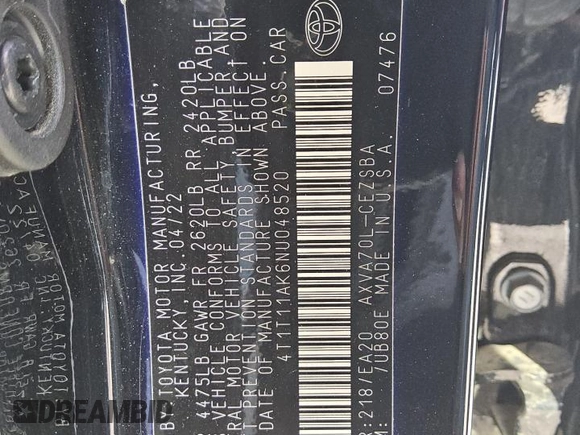 B TOYOTA MOTOR MANUFACTURING,
KENTUCKY, INC. 04/22
4475LB GAWR FR 2620LB RR 2420LB
VEHICLE CONFORMS TO ALL APPLICABLE
RAL MOTOR VEHICLE SAFETY, BUMPER AND
T PREVENTION STANDARDS IN EFFECT ON
DATE OF MANUFACTURE SHOWN ABOVE.
4T1T11AK6NU048520 PASS.CAR
R:218/EA20 AXVA70L-CEZSBA
M: /UB80E MADE IN U.S.A. 07476
DREAMBID